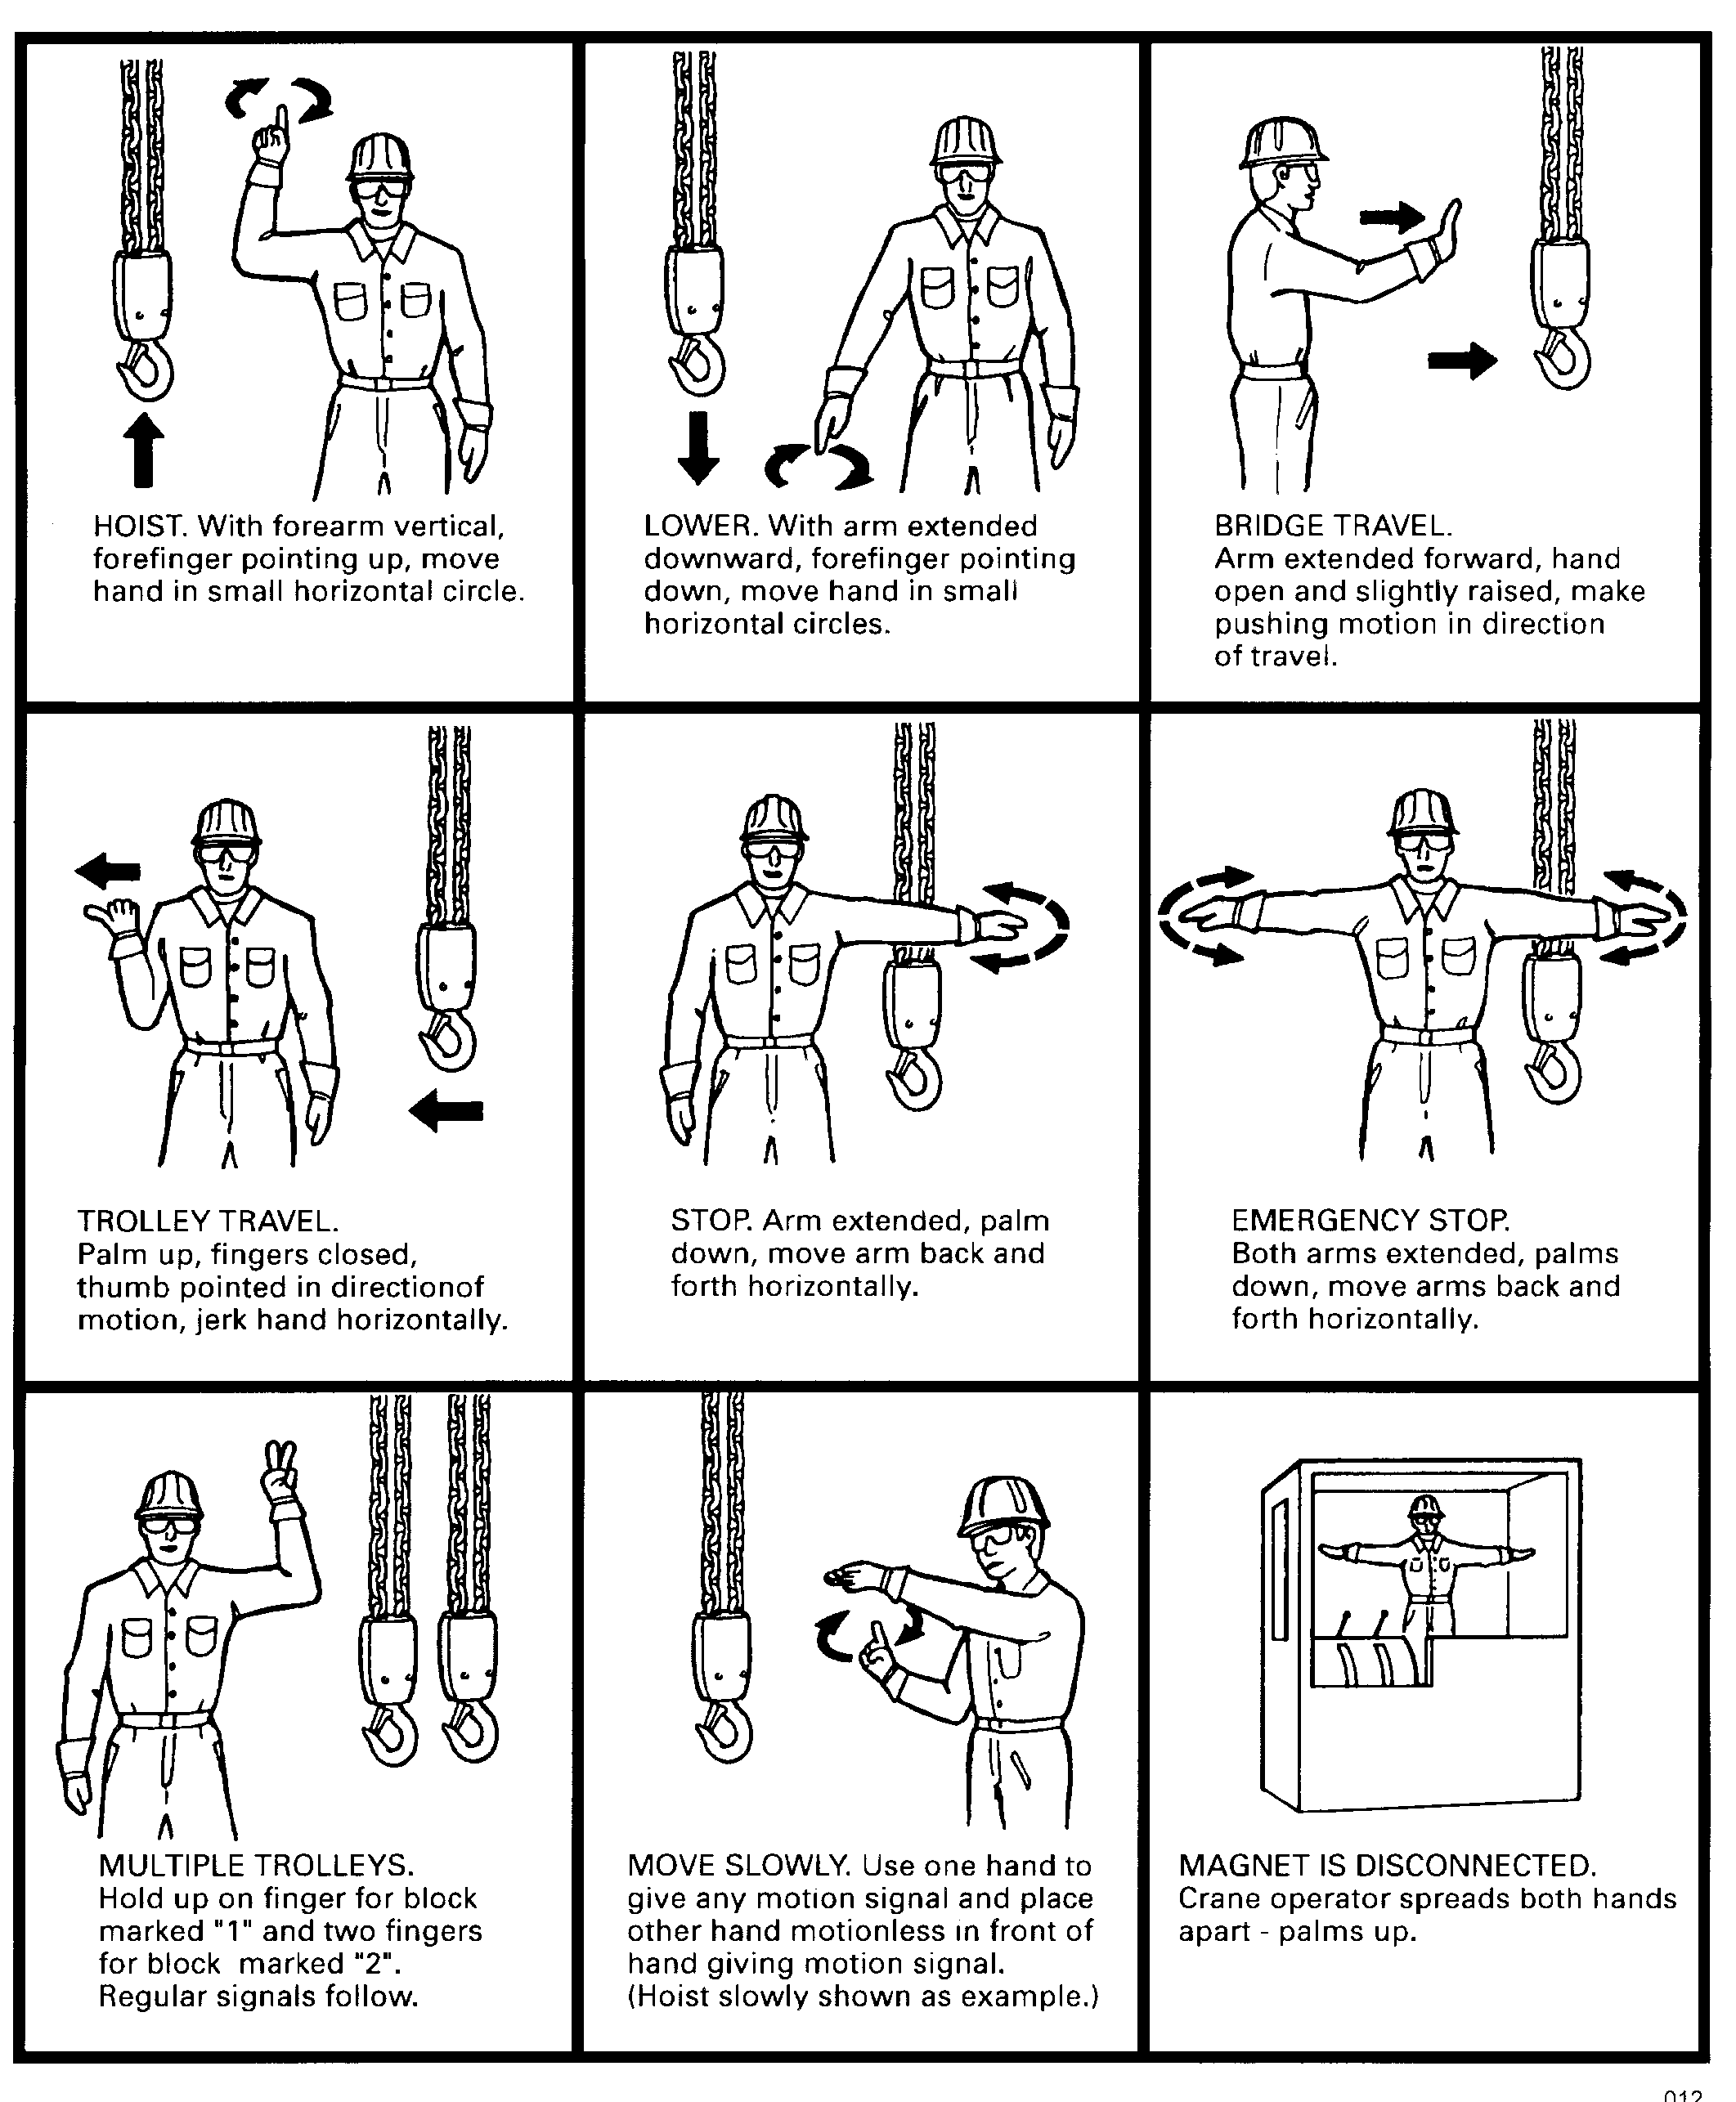 HOIST. With forearm vertical,
forefinger pointing up, move
hand in small horizontal circle.
LOWER. With arm extended
downward, forefinger pointing
down, move hand in small
horizontal circles.
BRIDGE TRAVEL.
Arm extended forward, hand
open and slightly raised, make
pushing motion in direction
of travel.
TROLLEY TRAVEL.
Palm up, fingers closed,
thumb pointed in directionof
motion, jerk hand horizontally.
STOP. Arm extended, palm
down, move arm back and
forth horizontally.
EMERGENCY STOP.
Both arms extended, palms
down, move arms back and
forth horizontally.
MULTIPLE TROLLEYS.
Hold up on finger for block
marked "1" and two fingers
for block marked "2".
Regular signals follow.
MOVE SLOWLY. Use one hand to
give any motion signal and place
other hand motionless in front of
hand giving motion signal.
(Hoist slowly shown as example.)
MAGNET IS DISCONNECTED.
Crane operator spreads both hands
apart - palms up.
012